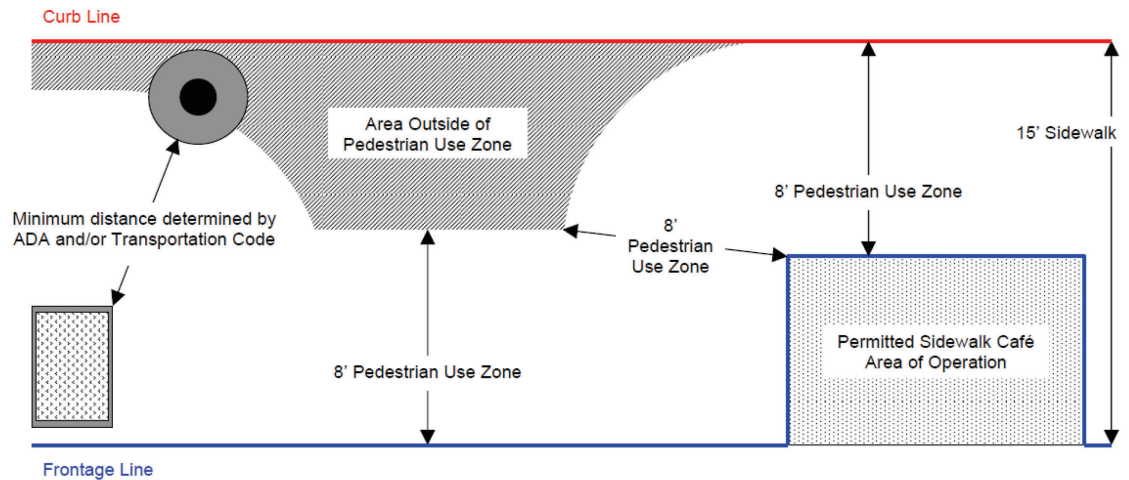 Curb Line
Area Outside of
Pedestrian Use Zone
15’ Sidewalk
8’ Pedestrian Use Zone
Minimum distance determined by
ADA and/or Transportation Code
8’
Pedestrian
Use Zone
Permitted Sidewalk Café
Area of Operation
8’ Pedestrian Use Zone
Frontage Line